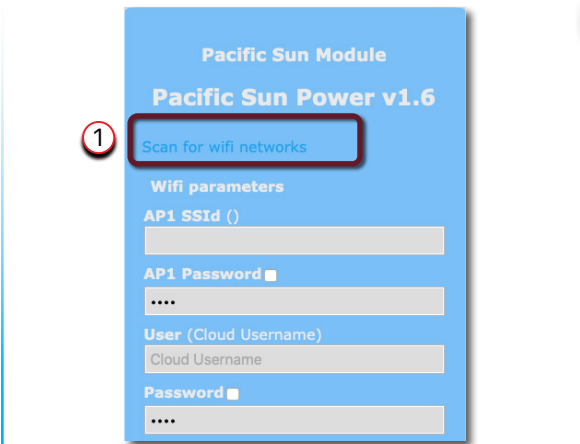 Pacific Sun Module
Pacific Sun Power v1.6
1
Scan for wifi networks
Wifi parameters
AP1 SSId ()
AP1 Password
••••
User (Cloud Username)
Cloud Username
Password
••••